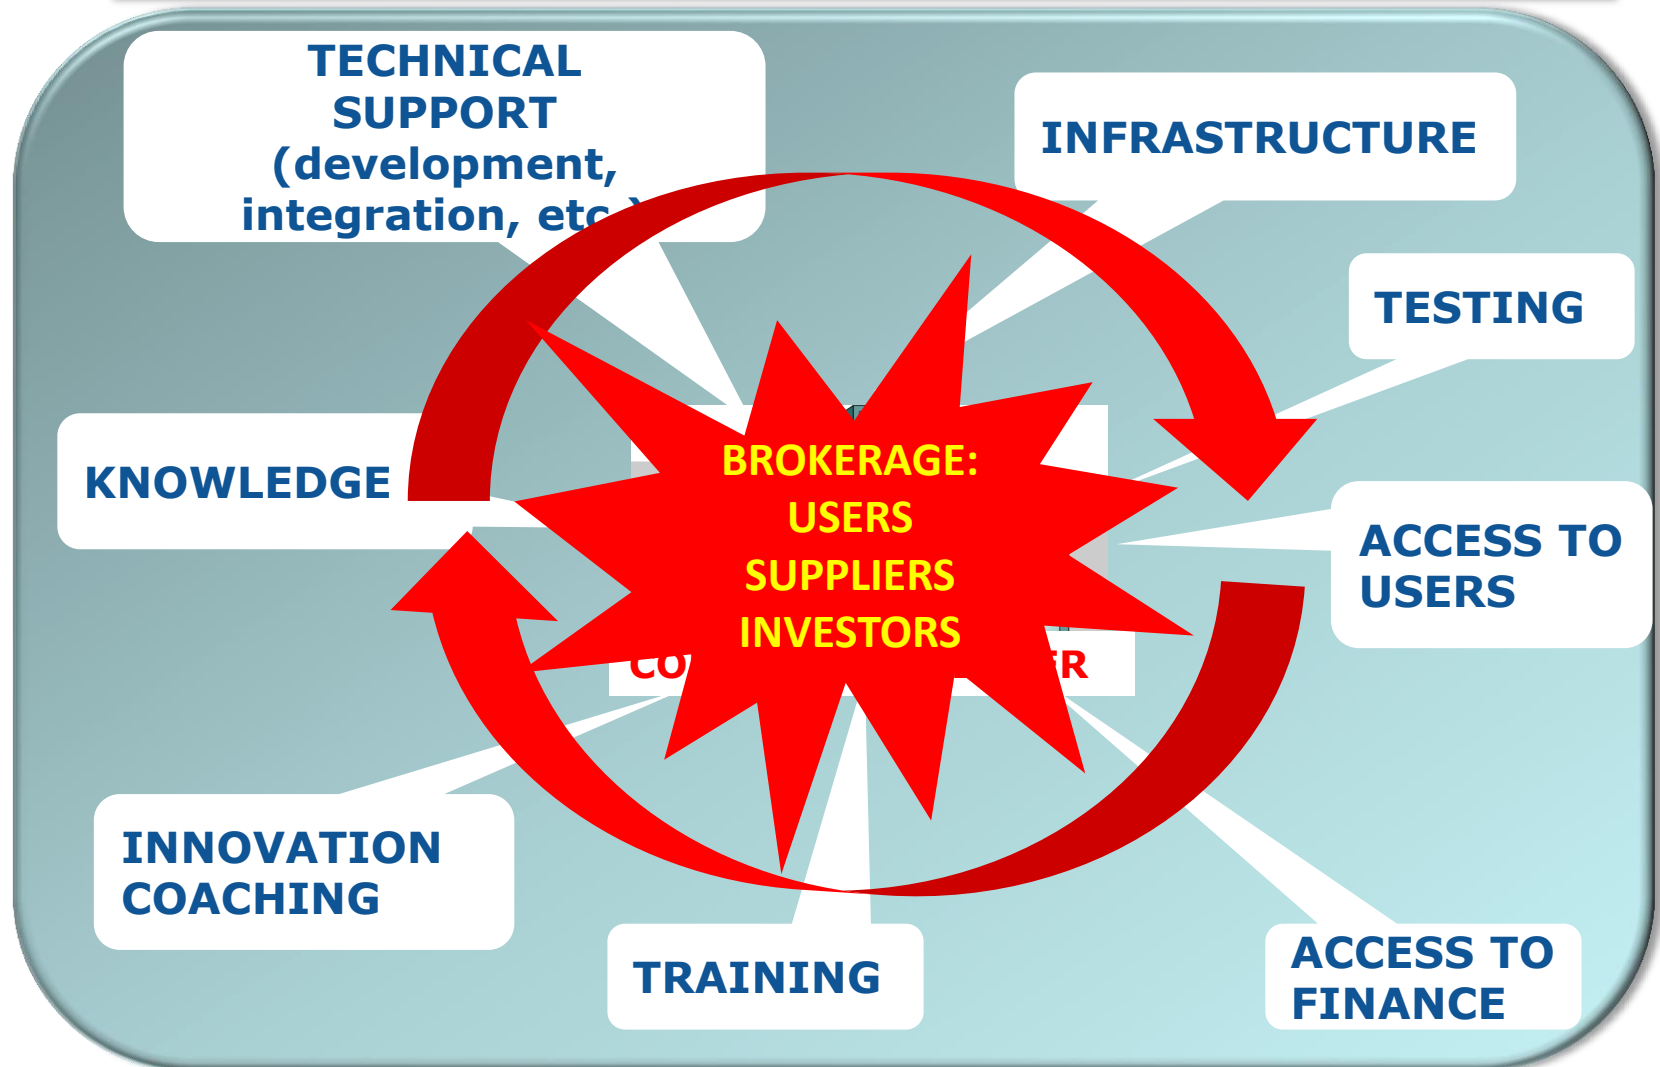 TECHNICAL
SUPPORT
(development,
integration, etc.)
INFRASTRUCTURE
TESTING
KNOWLEDGE
BROKERAGE:
USERS
SUPPLIERS
INVESTORS
ACCESS TO
USERS
INNOVATION
COACHING
TRAINING
ACCESS TO
FINANCE